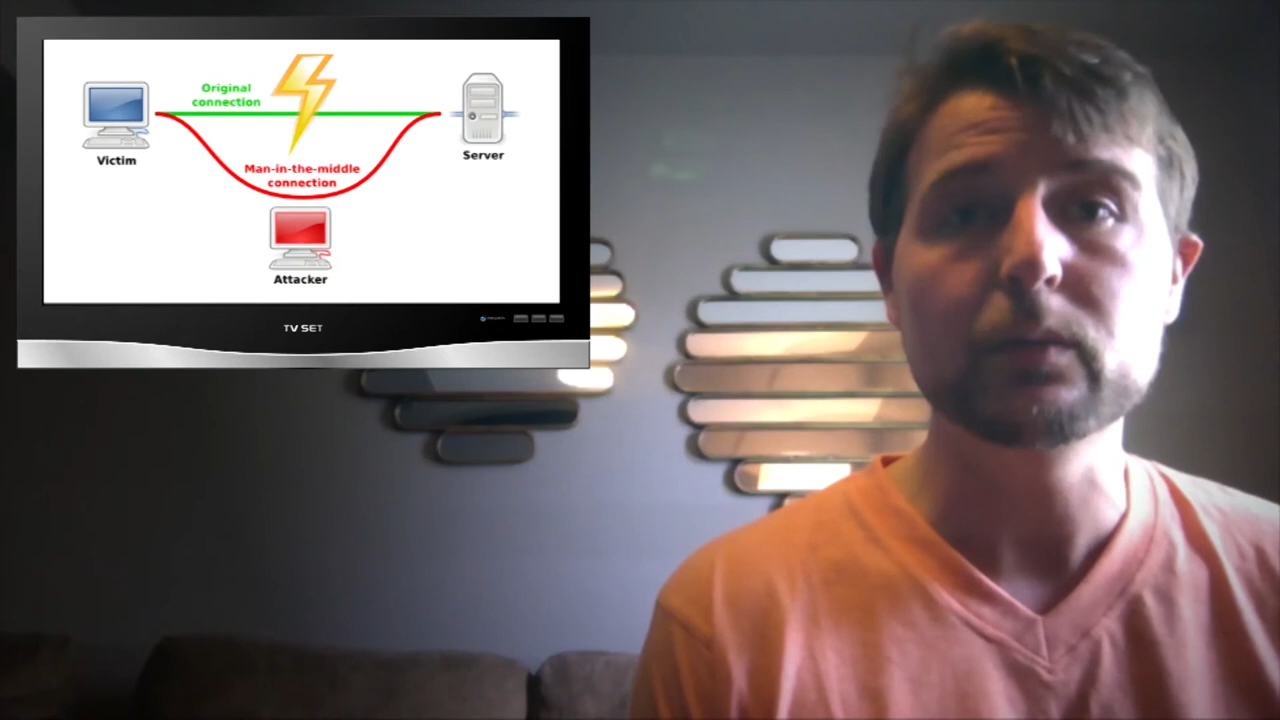 Original
connection
Victim
Server
Man-in-the-middle
connection
Attacker
TV SET